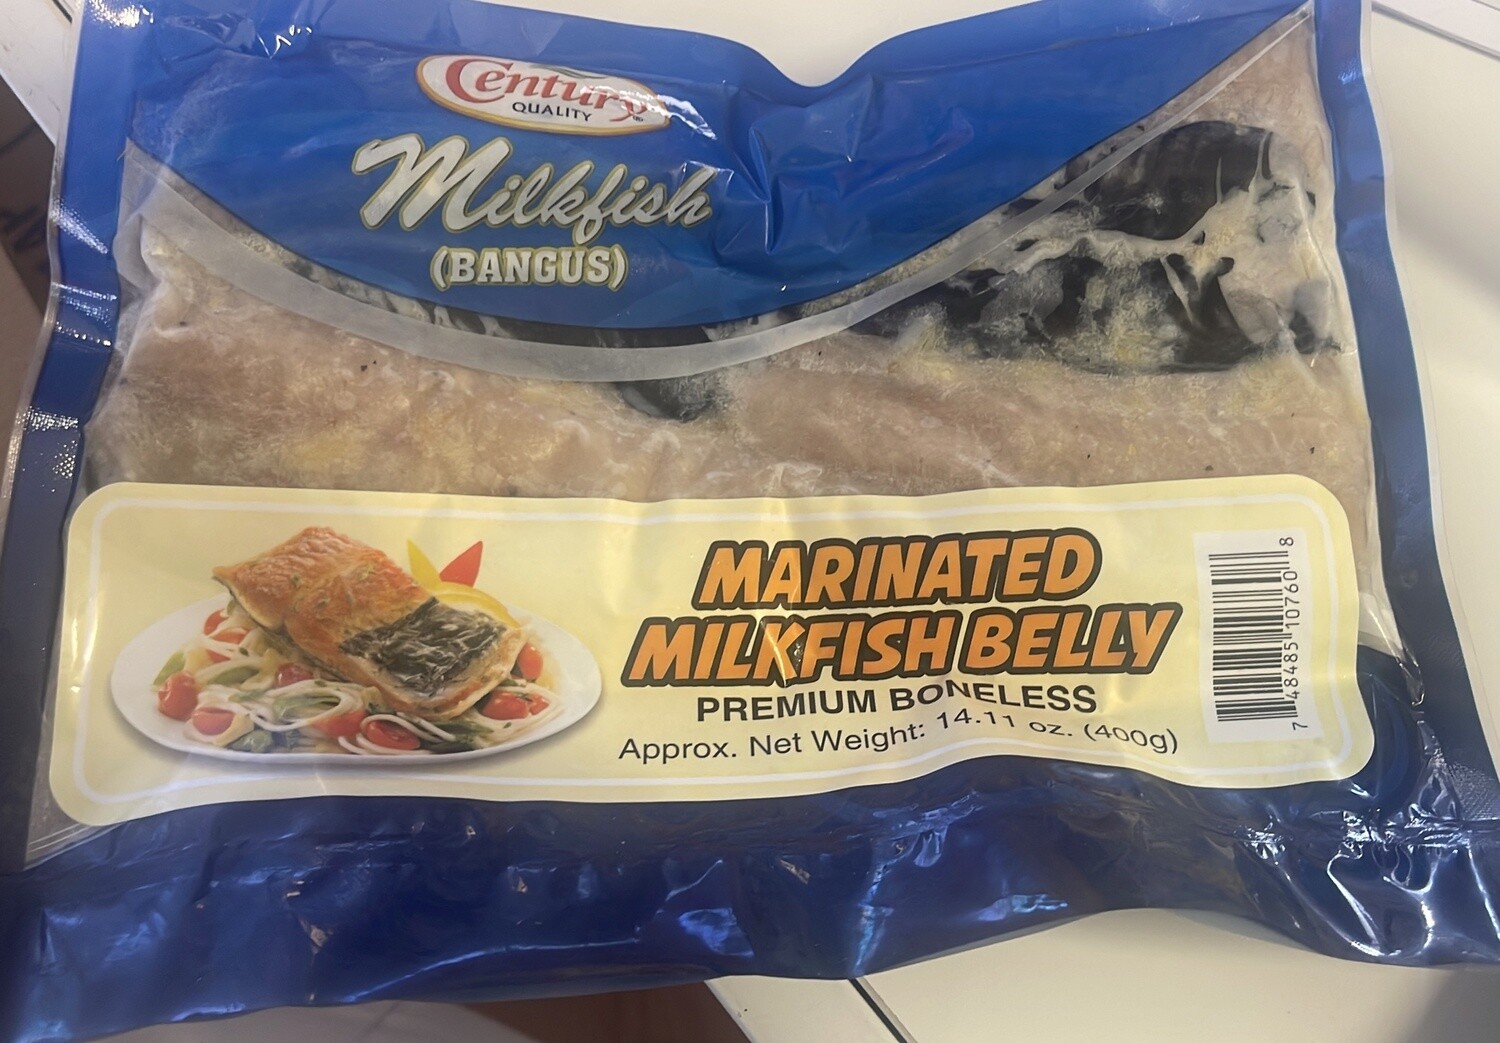 Century®
QUALITY
Milkfish
(BANGUS)
MARINATED
MILKFISH BELLY
PREMIUM BONELESS
Approx. Net Weight: 14.11 oz. (400g)
7 48485 10760 8